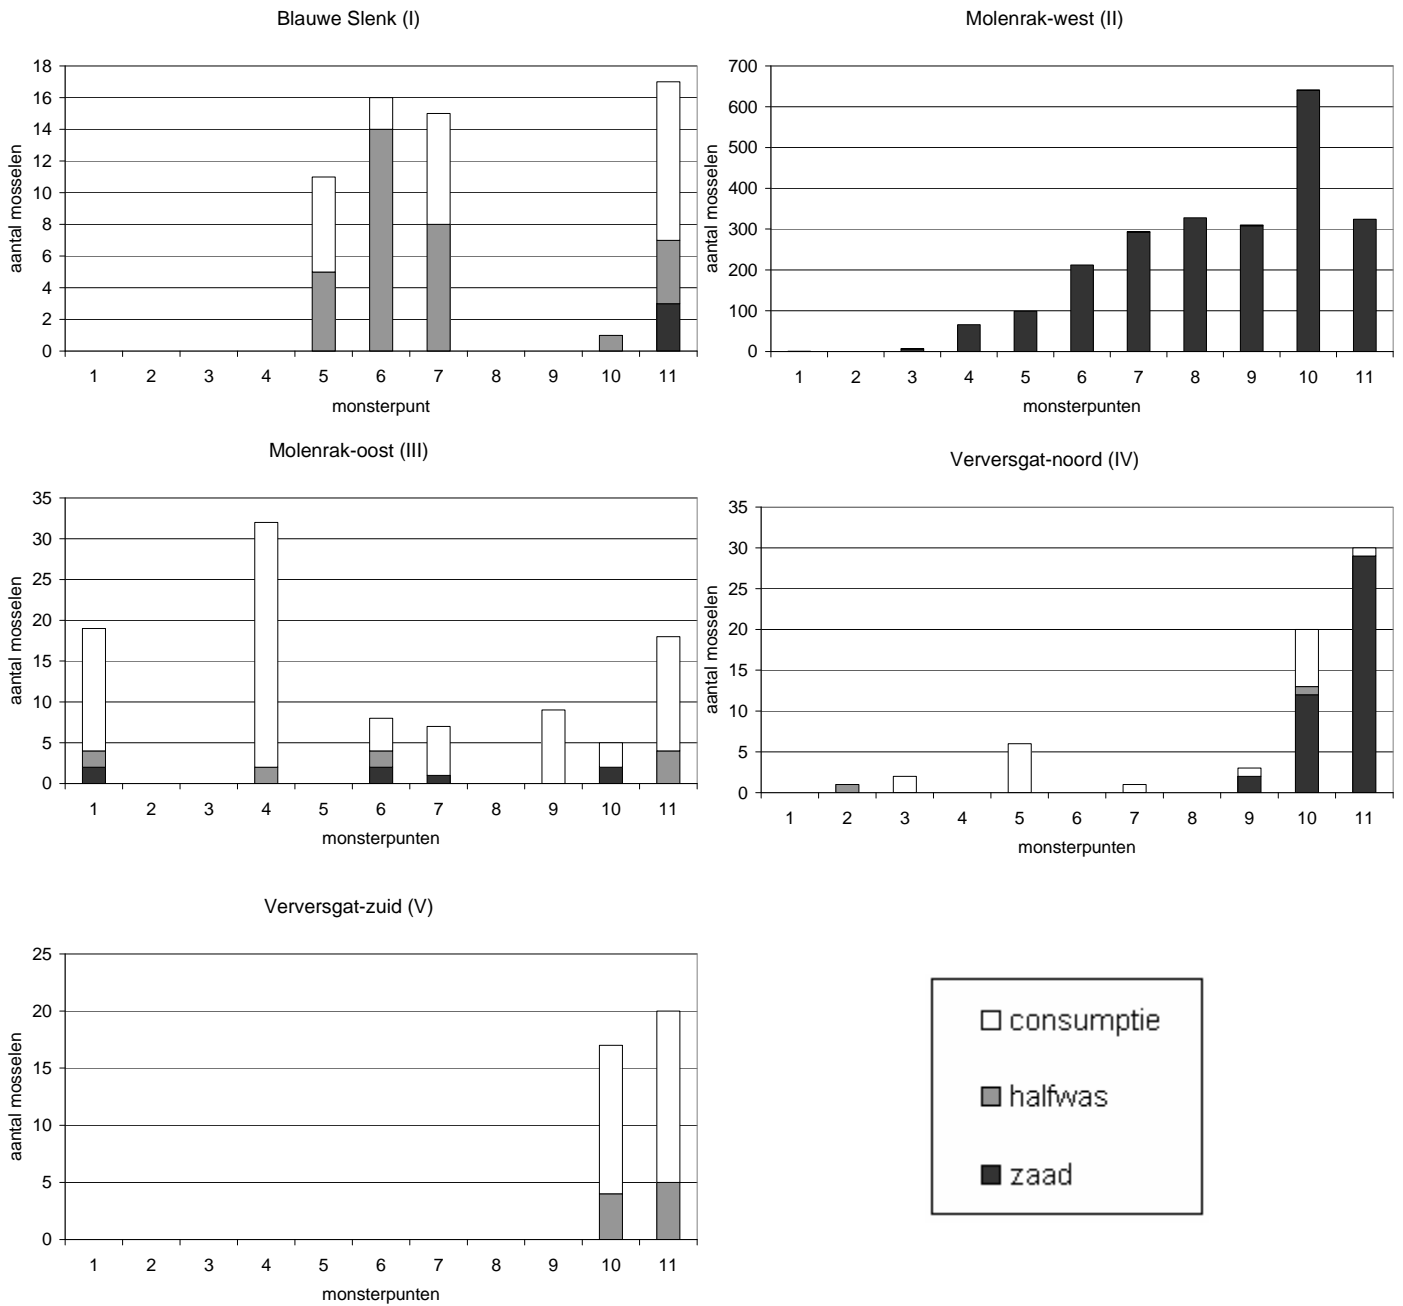 Blauwe Slenk (I)
18
16
14
12
10
8
6
4
2
0
aantal mosselen
1 2 3 4 5 6 7 8 9 10 11
monsterpunt
Molenrak-west (II)
700
600
500
400
300
200
100
0
aantal mosselen
1 2 3 4 5 6 7 8 9 10 11
monsterpunten
Molenrak-oost (III)
35
30
25
20
15
10
5
0
aantal mosselen
1 2 3 4 5 6 7 8 9 10 11
monsterpunten
Verversgat-noord (IV)
35
30
25
20
15
10
5
0
aantal mosselen
1 2 3 4 5 6 7 8 9 10 11
monsterpunten
Verversgat-zuid (V)
25
20
15
10
5
0
aantal mosselen
1 2 3 4 5 6 7 8 9 10 11
monsterpunten
consumptie
halfwas
zaad